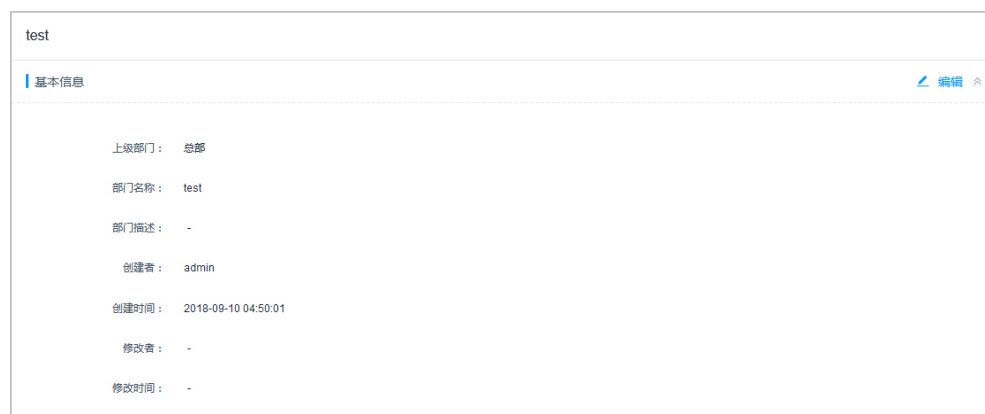 test
基本信息 编辑
上级部门： 总部
部门名称： test
部门描述： -
创建者： admin
创建时间： 2018-09-10 04:50:01
修改者： -
修改时间： -